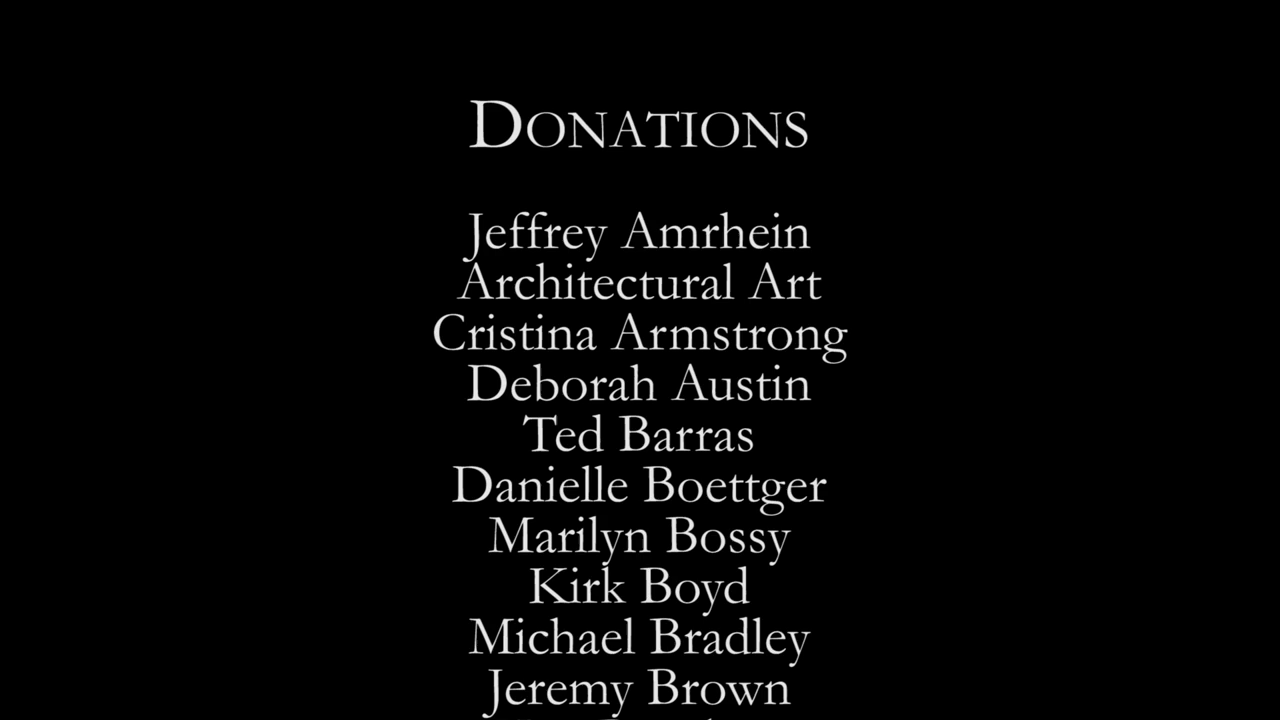 DONATIONS
Jeffrey Amrhein
Architectural Art
Cristina Armstrong
Deborah Austin
Ted Barras
Danielle Boettger
Marilyn Bossy
Kirk Boyd
Michael Bradley
Jeremy Brown